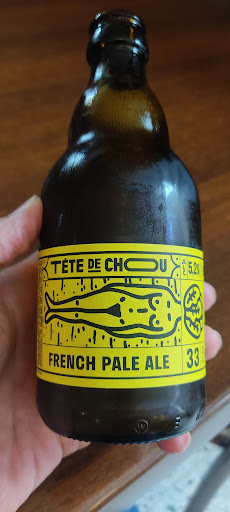 TÊTE DE CHOU
5,2%
FRENCH PALE ALE
33